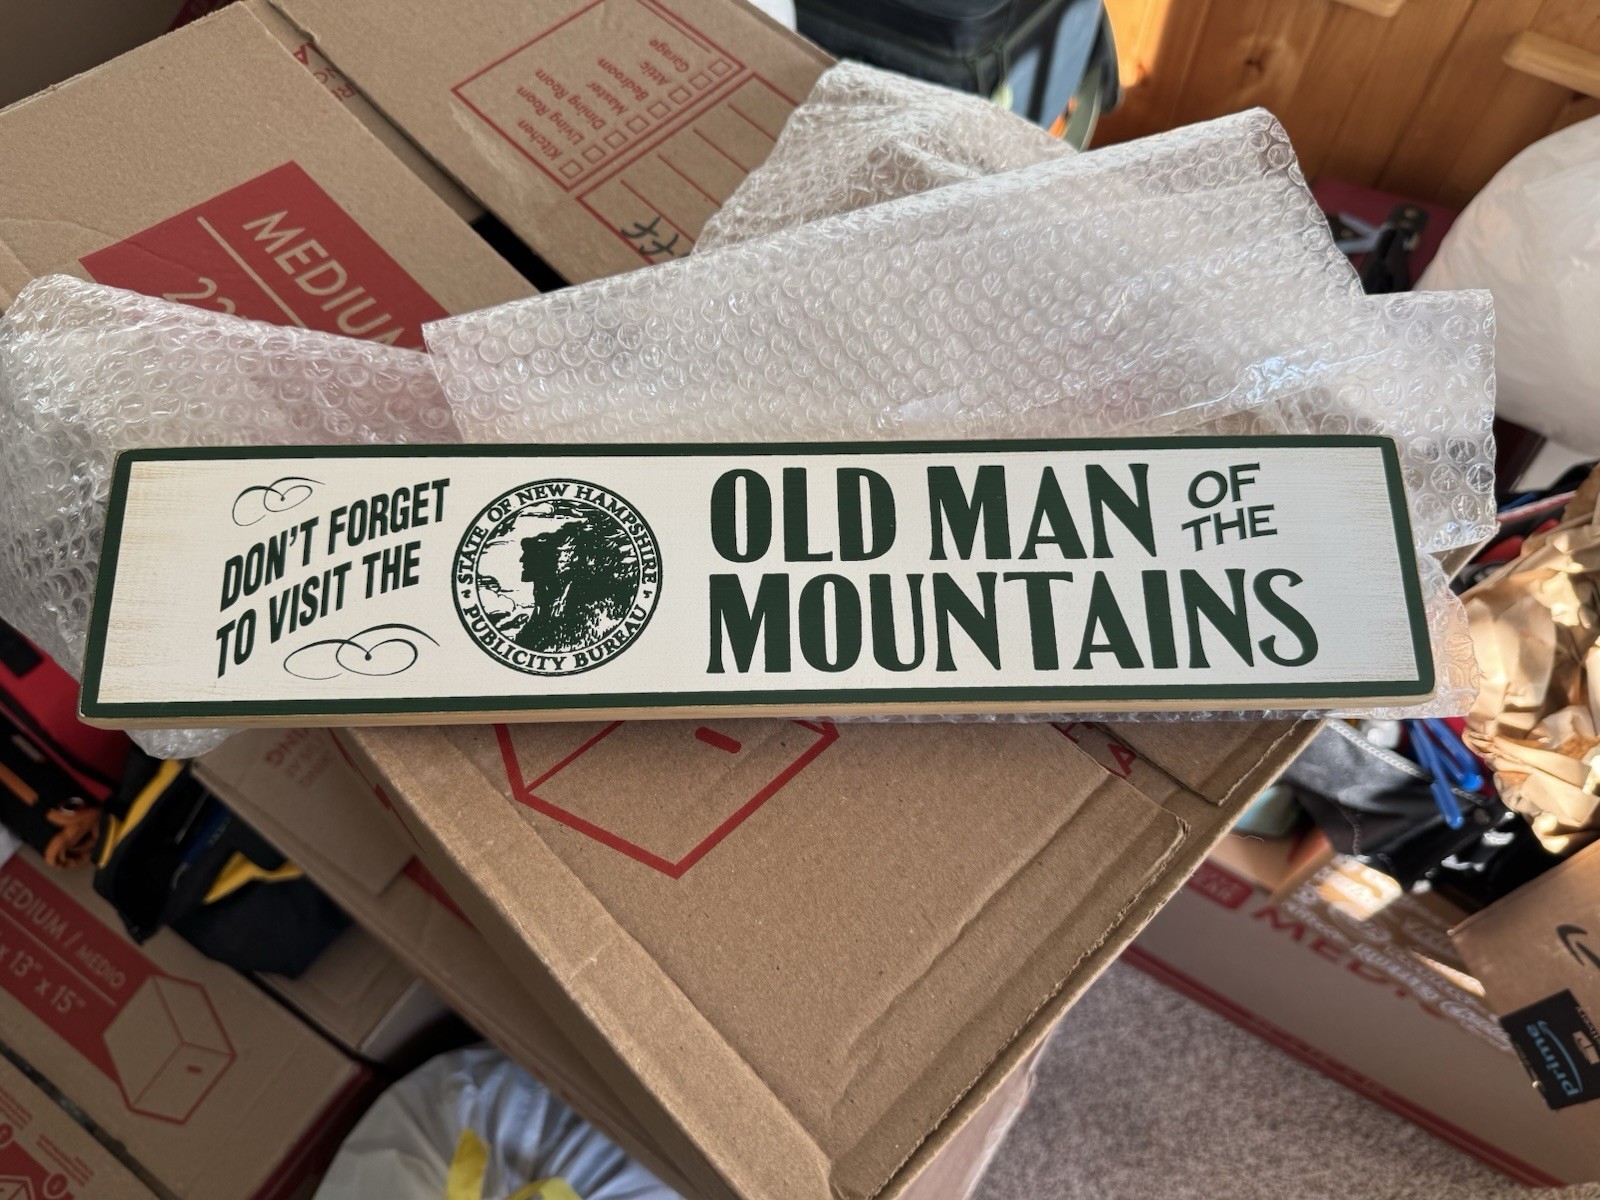 DON'T FORGET
TO VISIT THE
STATE OF NEW HAMPSHIRE
PUBLICITY BUREAU
OLD MAN OF THE
MOUNTAINS
Garage
Attic
Bedroom
Master
Dining Room
Living Room
Kitchen
MEDIUM
MEDIUM / MEDIO
x 13" x 15"
prime